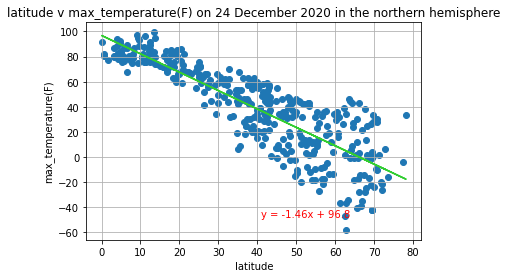 latitude v max_temperature(F) on 24 December 2020 in the northern hemisphere
max_temperature(F)
100
80
60
40
20
0
−20
−40
−60
y = -1.46x + 96.8
0 10 20 30 40 50 60 70 80
latitude